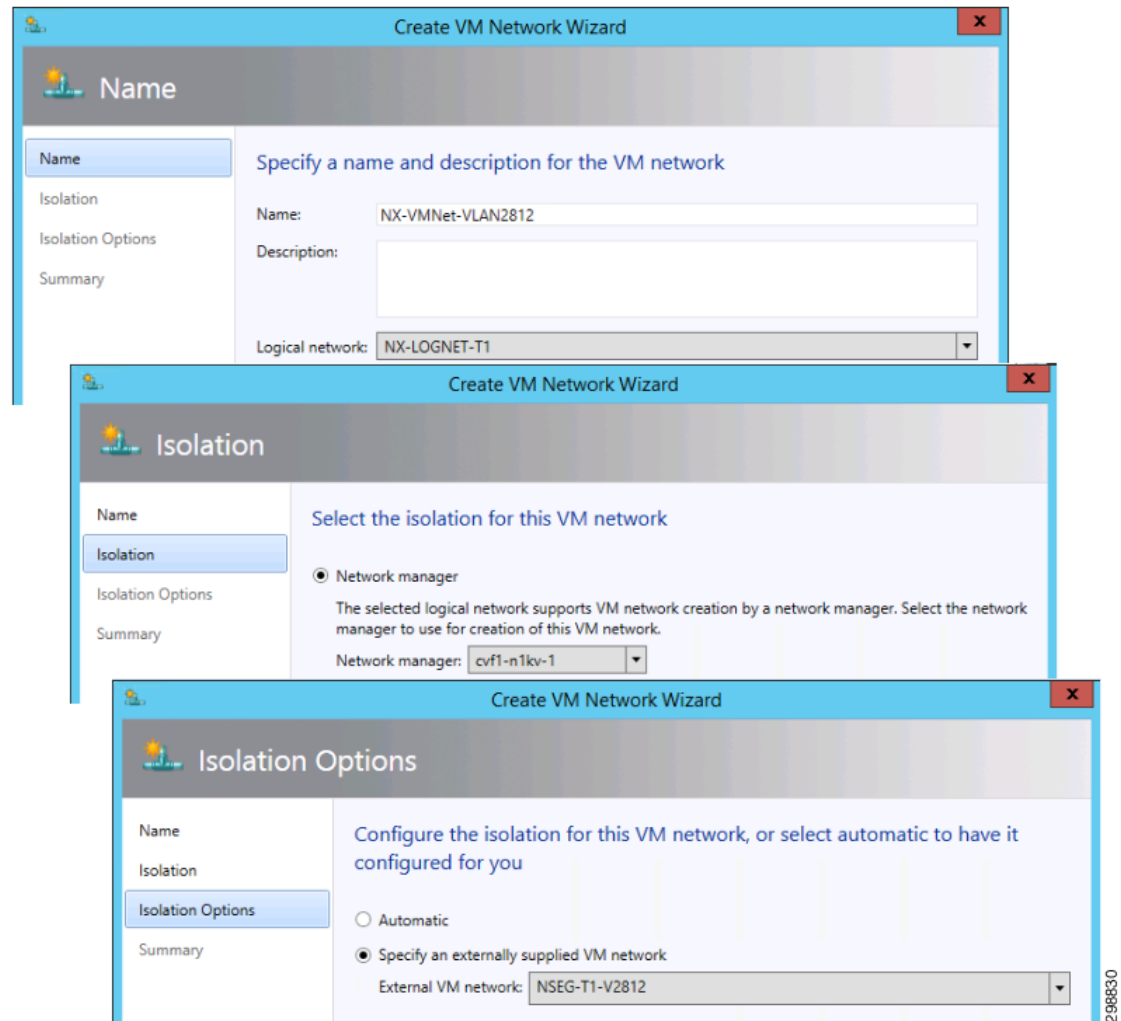 Create VM Network Wizard
x
Name
Name
Isolation
Isolation Options
Summary
Specify a name and description for the VM network
Name: NX-VMNet-VLAN2812
Description:
Logical network: NX-LOGNET-T1
Create VM Network Wizard
x
Isolation
Name
Isolation
Isolation Options
Summary
Select the isolation for this VM network
Network manager
The selected logical network supports VM network creation by a network manager. Select the network
manager to use for creation of this VM network.
Network manager: cvf1-n1kv-1
Create VM Network Wizard
x
Isolation Options
Name
Isolation
Isolation Options
Summary
Configure the isolation for this VM network, or select automatic to have it
configured for you
Automatic
Specify an externally supplied VM network
External VM network: NSEG-T1-V2812
298830